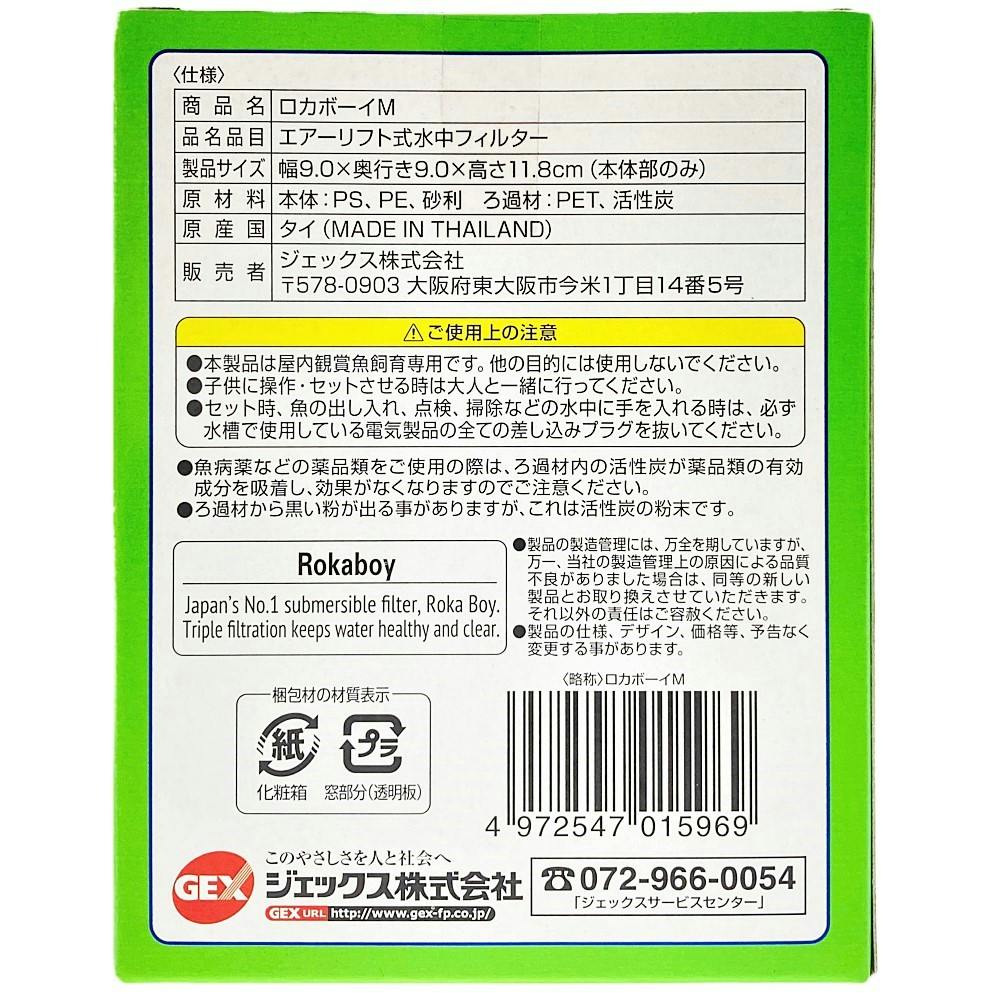 〈仕様〉
商品名 ロカボーイM
品名品目 エアーリフト式水中フィルター
製品サイズ 幅9.0×奥行き9.0×高さ11.8cm（本体部のみ）
原材料 本体：PS、PE、砂利 ろ過材：PET、活性炭
原産国 タイ（MADE IN THAILAND）
販売者 ジェックス株式会社
〒578-0903 大阪府東大阪市今米1丁目14番5号
⚠ご使用上の注意
●本製品は屋内観賞魚飼育専用です。他の目的には使用しないでください。
●子供に操作・セットさせる時は大人と一緒に行ってください。
●セット時、魚の出し入れ、点検、掃除などの水中に手を入れる時は、必ず
水槽で使用している電気製品の全ての差し込みプラグを抜いてください。
●魚病薬などの薬品類をご使用の際は、ろ過材内の活性炭が薬品類の有効
成分を吸着し、効果がなくなりますのでご注意ください。
●ろ過材から黒い粉が出る事がありますが、これは活性炭の粉末です。
Rokaboy
Japan's No.1 submersible filter, Roka Boy.
Triple filtration keeps water healthy and clear.
●製品の製造管理には、万全を期していますが、
万一、当社の製造管理上の原因による品質
不良がありました場合は、同等の新しい
製品とお取り換えさせていただきます。
それ以外の責任はご容赦ください。
●製品の仕様、デザイン、価格等、予告なく
変更する事があります。
梱包材の材質表示
紙 プラ
化粧箱 窓部分（透明板）
〈略称〉ロカボーイM
4 972547 015969
GEX
このやさしさを人と社会へ
ジェックス株式会社
GEX URL http://www.gex-fp.co.jp/
☎072-966-0054
「ジェックスサービスセンター」